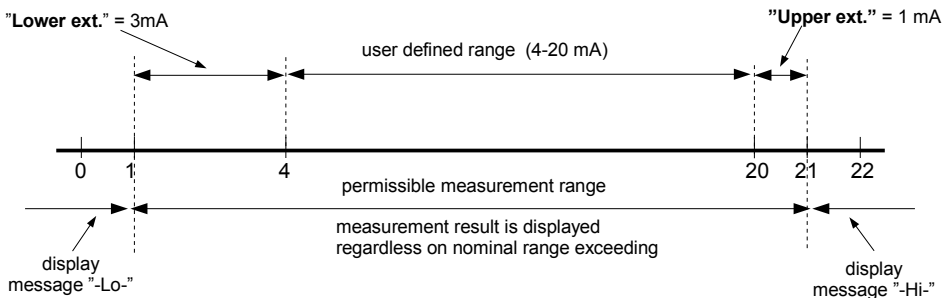 "Lower ext." = 3mA
"Upper ext." = 1 mA
user defined range (4-20 mA)
0 1 4 20 21 22
permissible measurement range
measurement result is displayed
regardless on nominal range exceeding
display
message "-Lo-"
display
message "-Hi-"